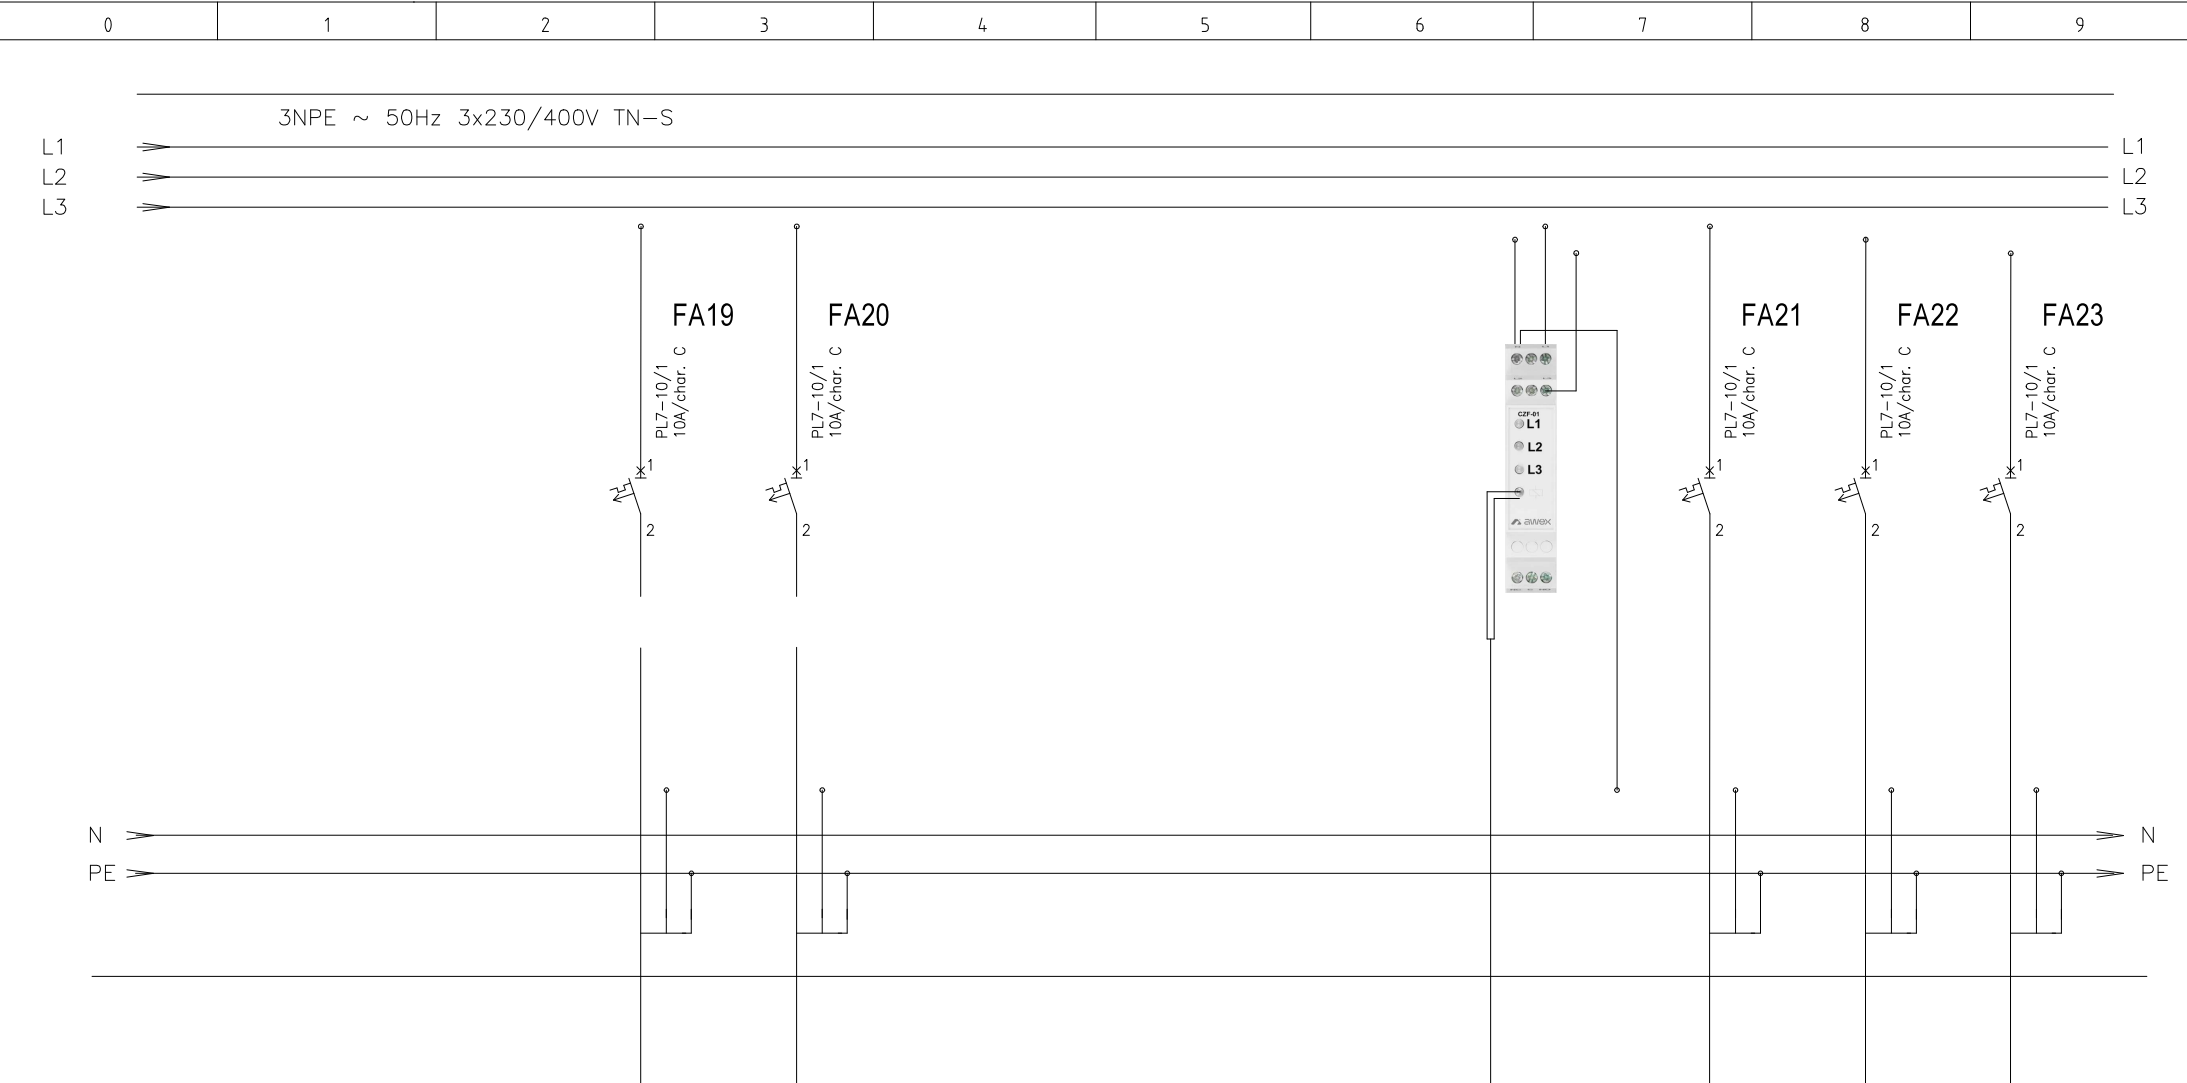 0 1 2 3 4 5 6 7 8 9
3NPE ~ 50Hz 3x230/400V TN-S
L1 L1
L2 L2
L3 L3
FA19 FA20 FA21 FA22 FA23
PL7-10/1
10A/char. C
PL7-10/1
10A/char. C
PL7-10/1
10A/char. C
PL7-10/1
10A/char. C
PL7-10/1
10A/char. C
CZF-01
L1
L2
L3
awex
1 1 1 1 1
2 2 2 2 2
N N
PE PE